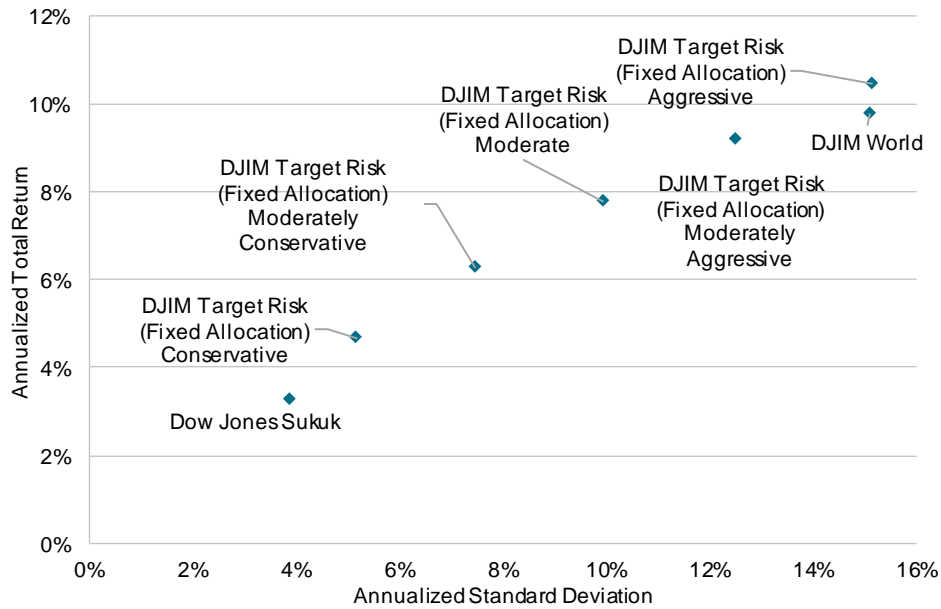 12%
10%
8%
6%
4%
2%
0%
Annualized Total Return
DJIM Target Risk
(Fixed Allocation)
Aggressive
DJIM World
DJIM Target Risk
(Fixed Allocation)
Moderate
DJIM Target Risk
(Fixed Allocation)
Moderately
Aggressive
DJIM Target Risk
(Fixed Allocation)
Moderately
Conservative
DJIM Target Risk
(Fixed Allocation)
Conservative
Dow Jones Sukuk
0% 2% 4% 6% 8% 10% 12% 14% 16%
Annualized Standard Deviation